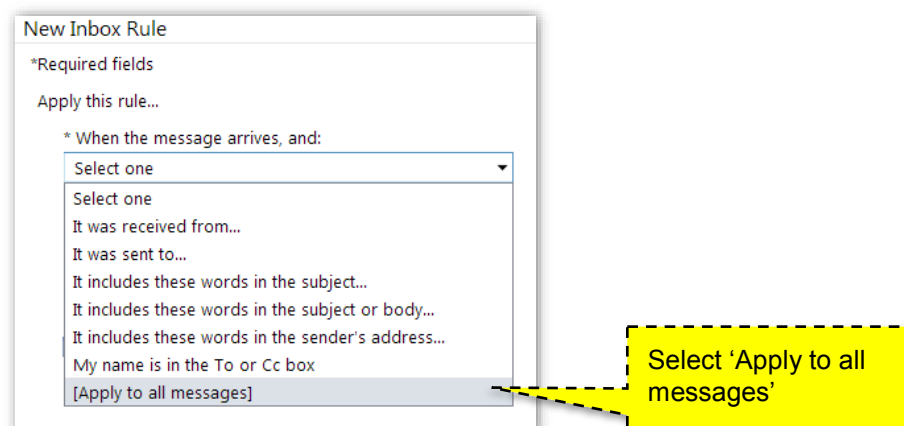 New Inbox Rule
*Required fields
Apply this rule...
* When the message arrives, and:
Select one
Select one
It was received from...
It was sent to...
It includes these words in the subject...
It includes these words in the subject or body...
It includes these words in the sender's address...
My name is in the To or Cc box
[Apply to all messages]
Select ‘Apply to all
messages’